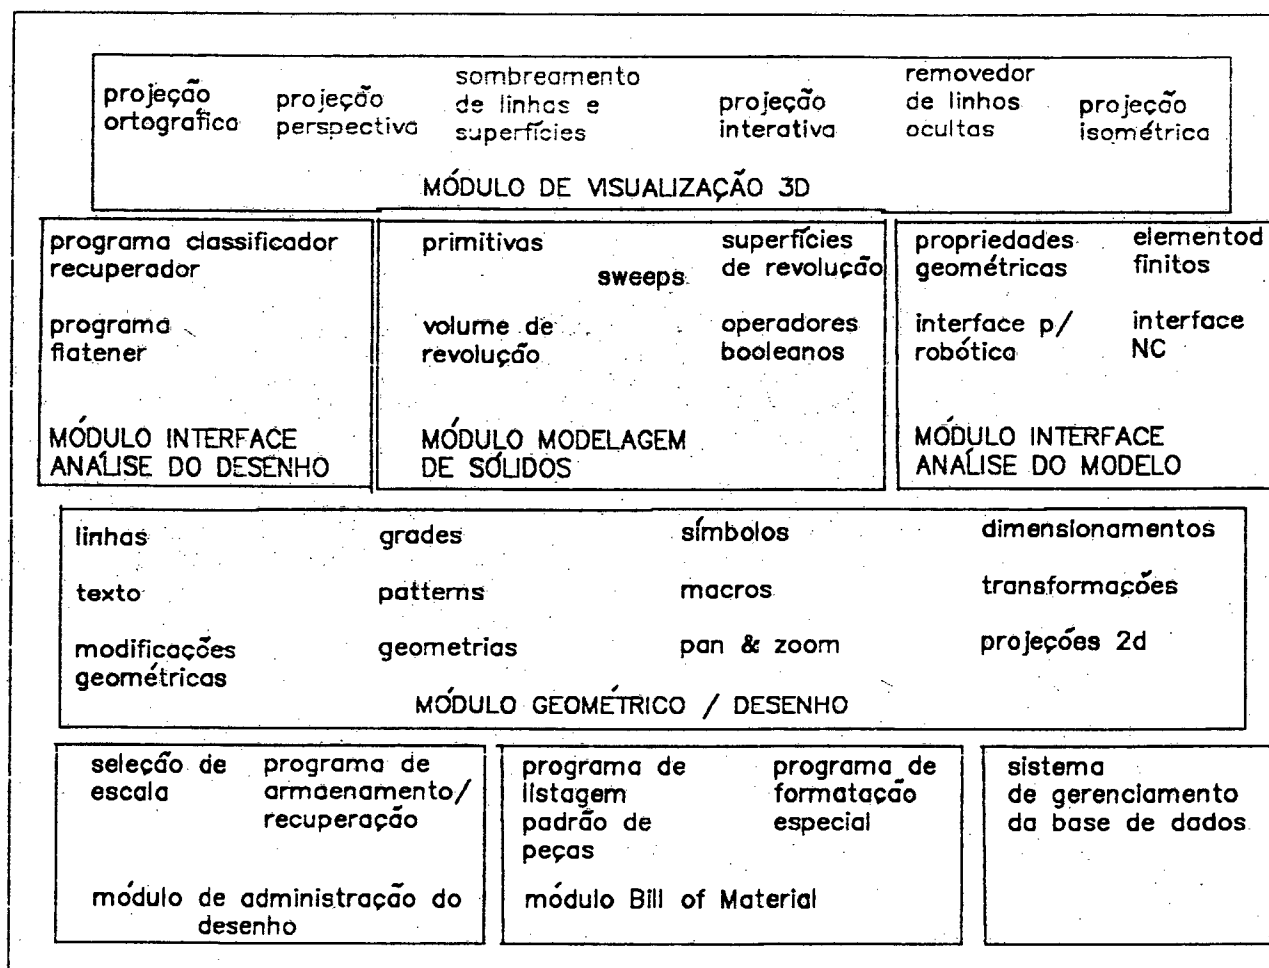 projeção
ortografica
projeção
perspectiva
sombreamento
de linhas e
superfícies
projeção
interativa
removedor
de linhos
ocultas
projeção
isométrica
MÓDULO DE VISUALIZAÇÃO 3D
programa classificador
recuperador
programa
flatener
MÓDULO INTERFACE
ANÁLISE DO DESENHO
primitivas
sweeps
superfícies
de revolução
volume de
revolução
operadores
booleanos
MÓDULO MODELAGEM
DE SÓLIDOS
propriedades
geométricas
elementod
finitos
interface p/
robótica
interface
NC
MÓDULO INTERFACE
ANÁLISE DO MODELO
linhas
grades
símbolos
dimensionamentos
texto
patterns
macros
transformações
modificações
geométricas
geometrias
pan & zoom
projeções 2d
MÓDULO GEOMÉTRICO / DESENHO
seleção de
escala
programa de
armaenamento/
recuperação
módulo de administração do
desenho
programa de
listagem
padrão de
peças
programa de
formatação
especial
módulo Bill of Material
sistema
de gerenciamento
da base de dados